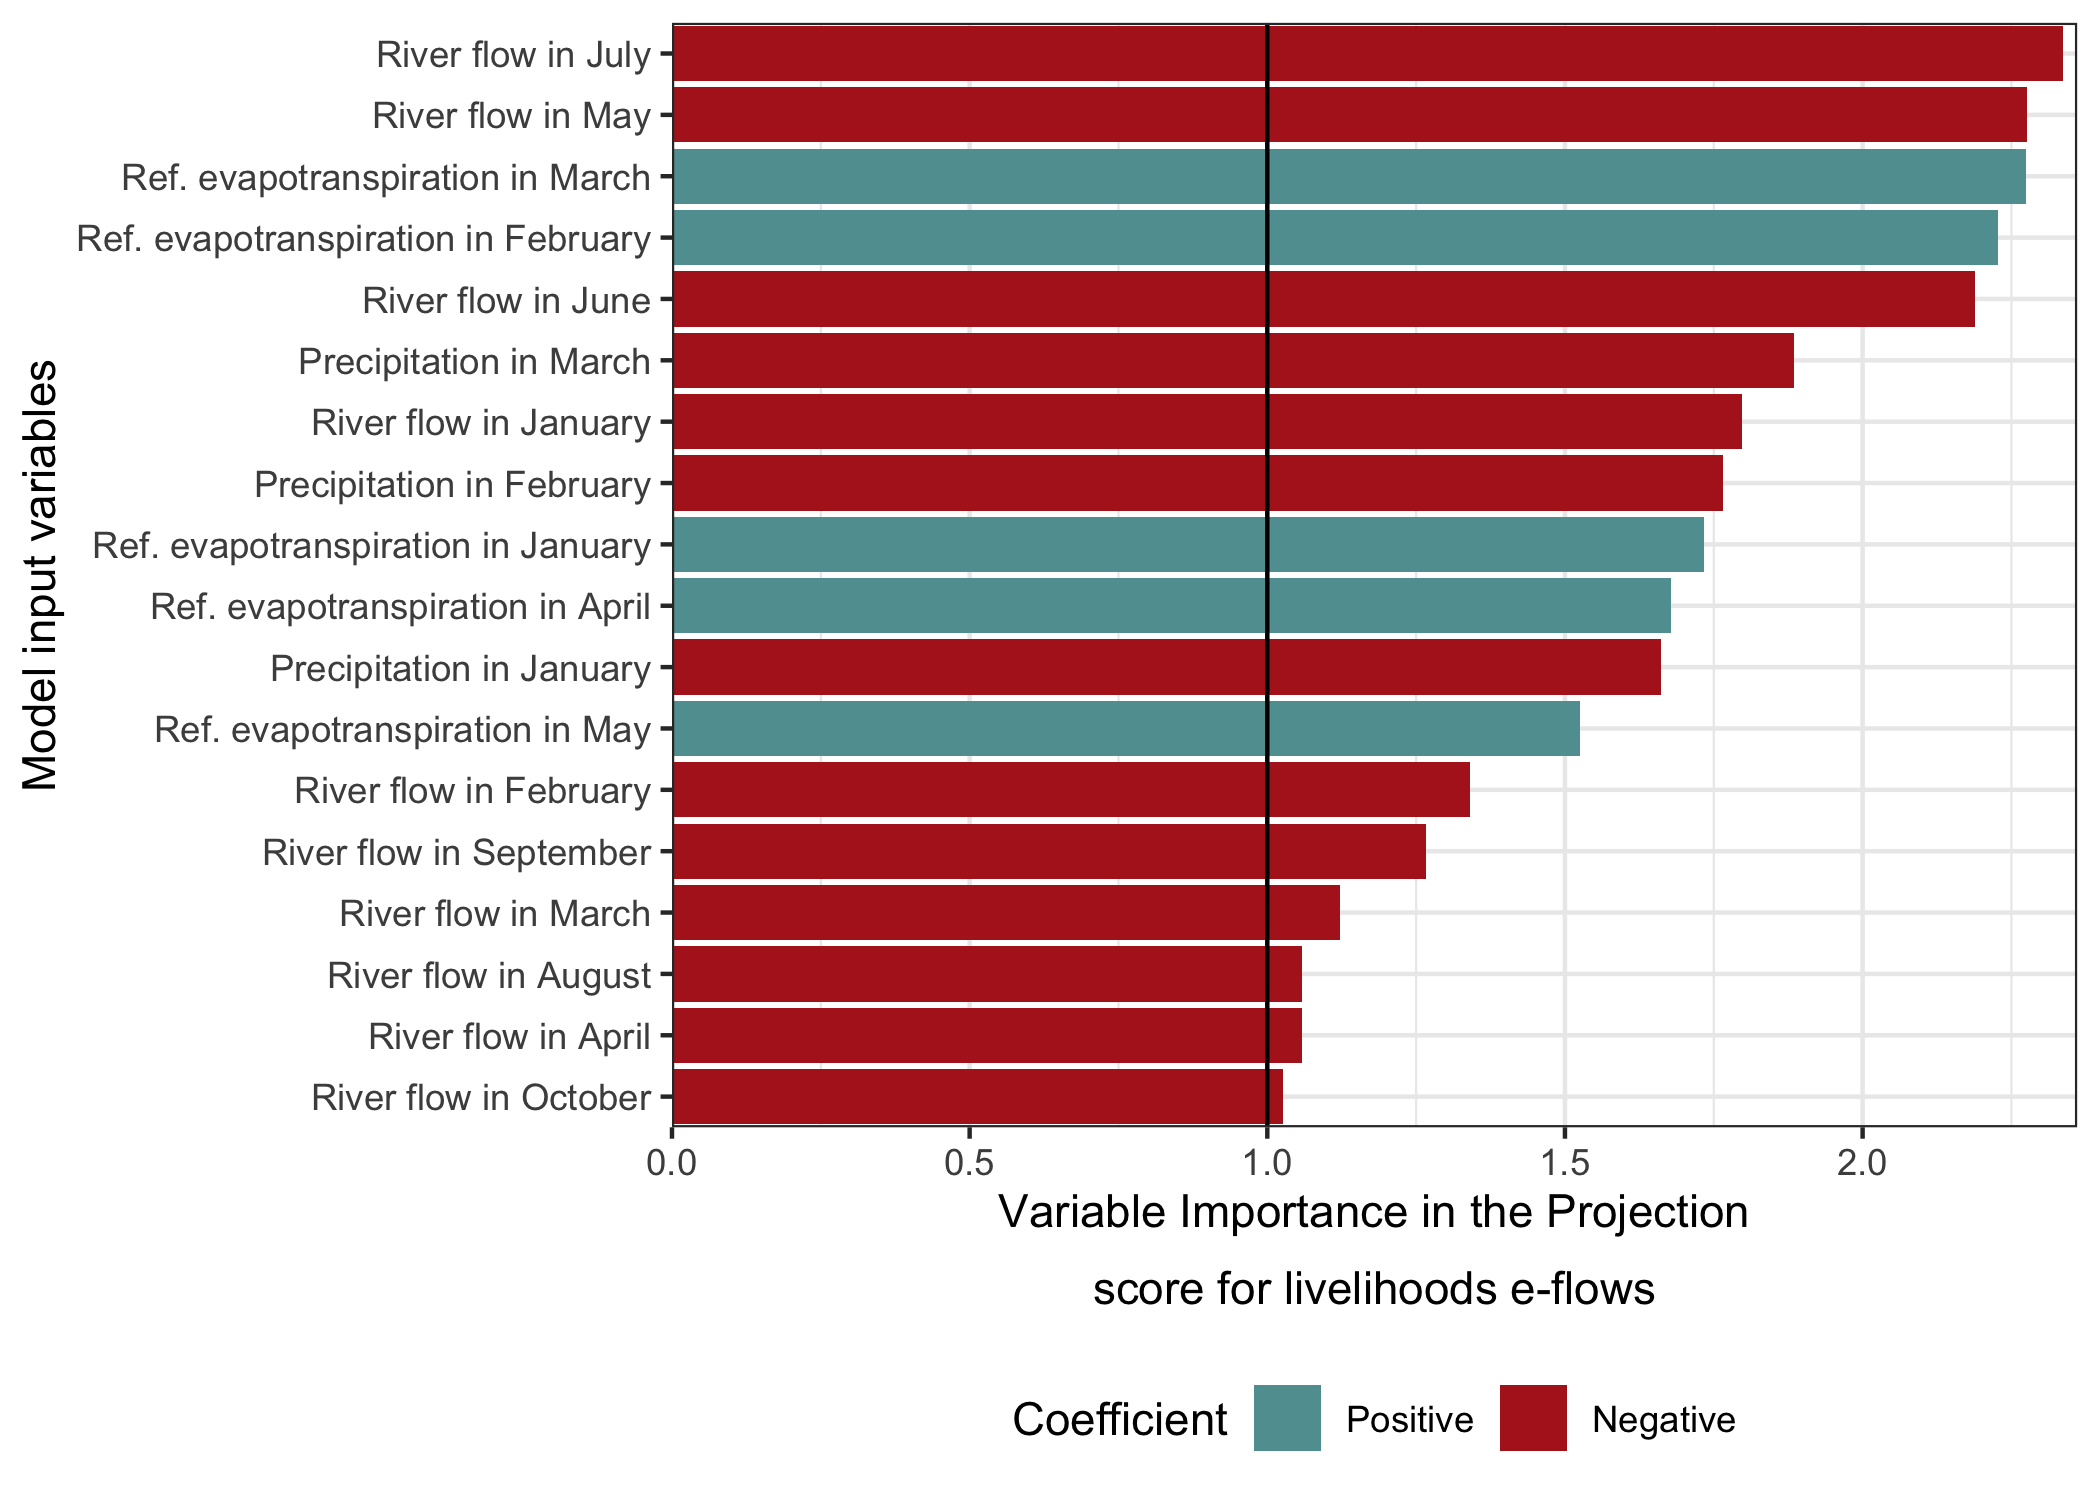 River flow in July
River flow in May
Ref. evapotranspiration in March
Ref. evapotranspiration in February
River flow in June
Precipitation in March
River flow in January
Precipitation in February
Ref. evapotranspiration in January
Ref. evapotranspiration in April
Precipitation in January
Ref. evapotranspiration in May
River flow in February
River flow in September
River flow in March
River flow in August
River flow in April
River flow in October
Model input variables
0.0 0.5 1.0 1.5 2.0
Variable Importance in the Projection
score for livelihoods e-flows
Coefficient Positive Negative